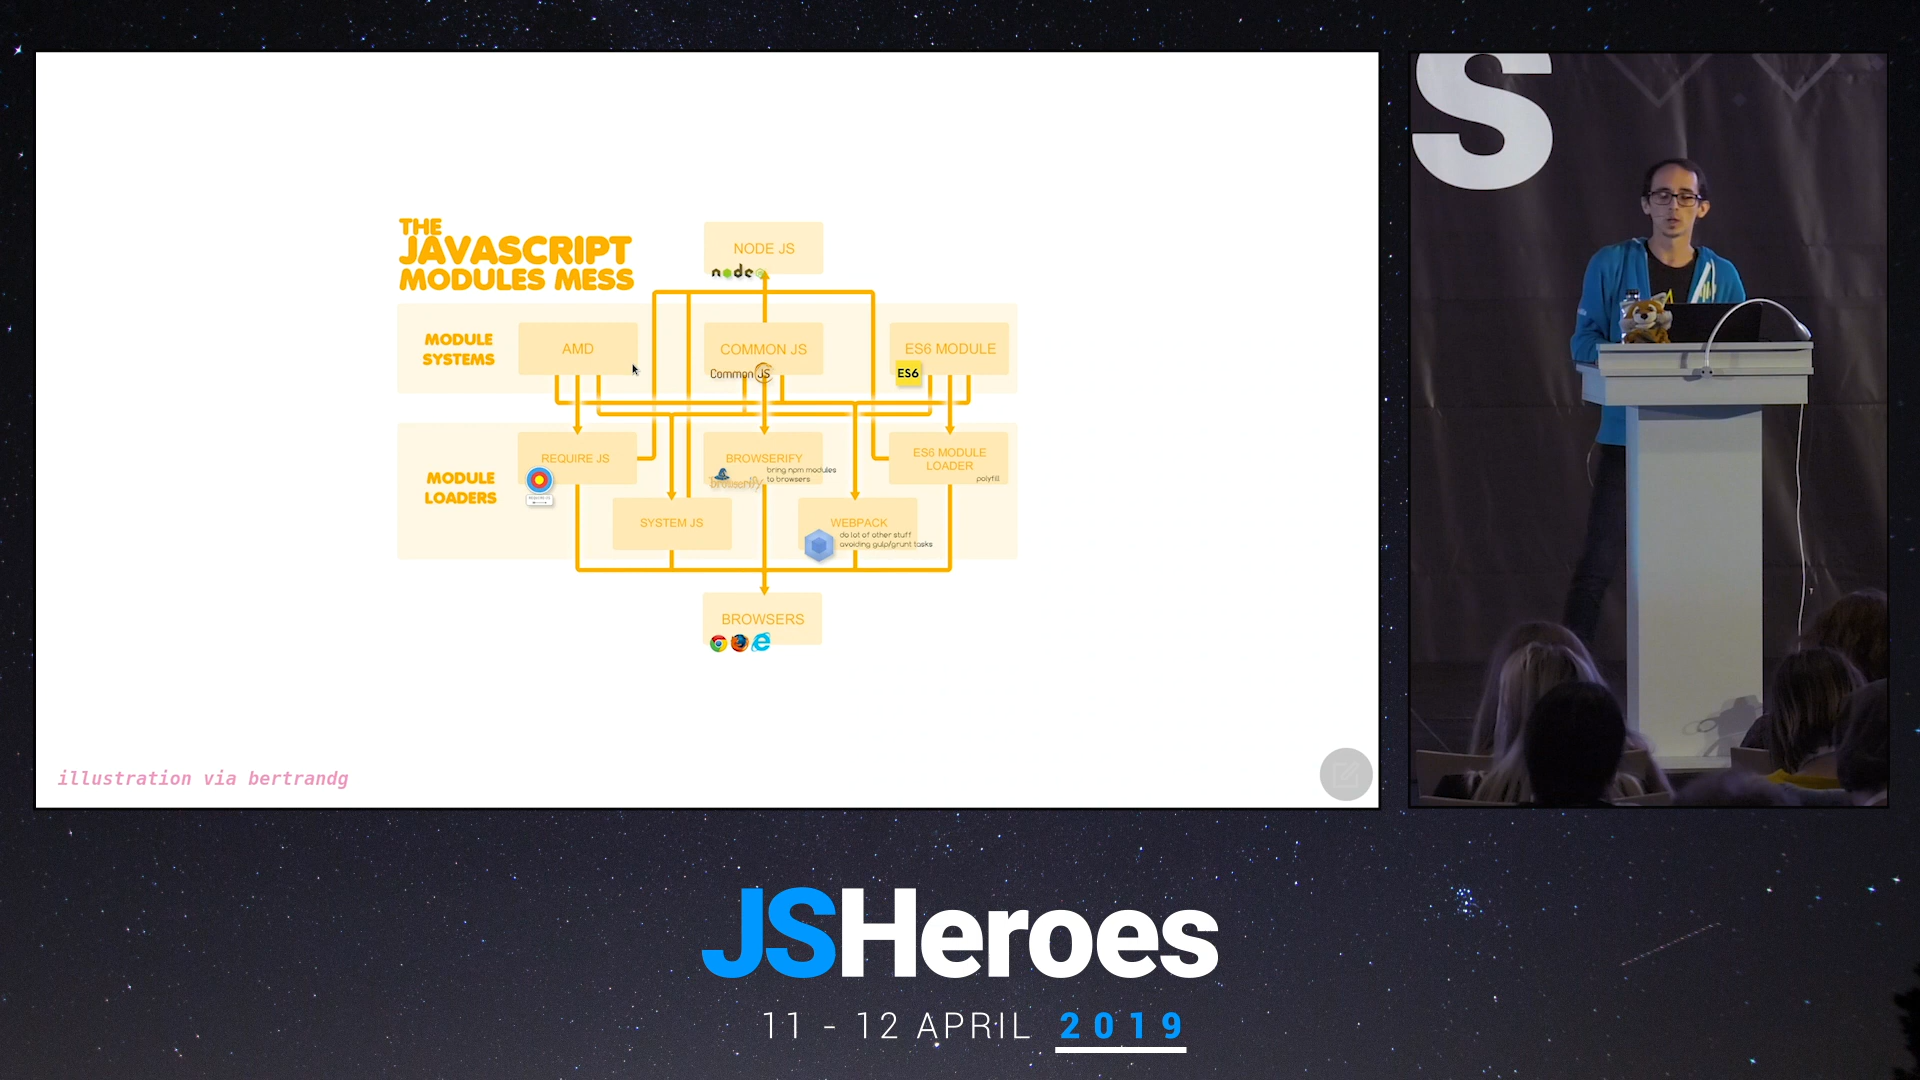 THE
JAVASCRIPT
MODULES MESS
NODE JS
node
MODULE
SYSTEMS
AMD
COMMON JS
CommonJS
ES6 MODULE
ES6
MODULE
LOADERS
REQUIRE JS
BROWSERIFY
bring npm modules
to browsers
browserify
ES6 MODULE
LOADER
polyfill
SYSTEM JS
WEBPACK
do lot of other stuff
avoiding gulp/grunt tasks
BROWSERS
illustration via bertrandg
S
JSHeroes
11 - 12 APRIL 2019